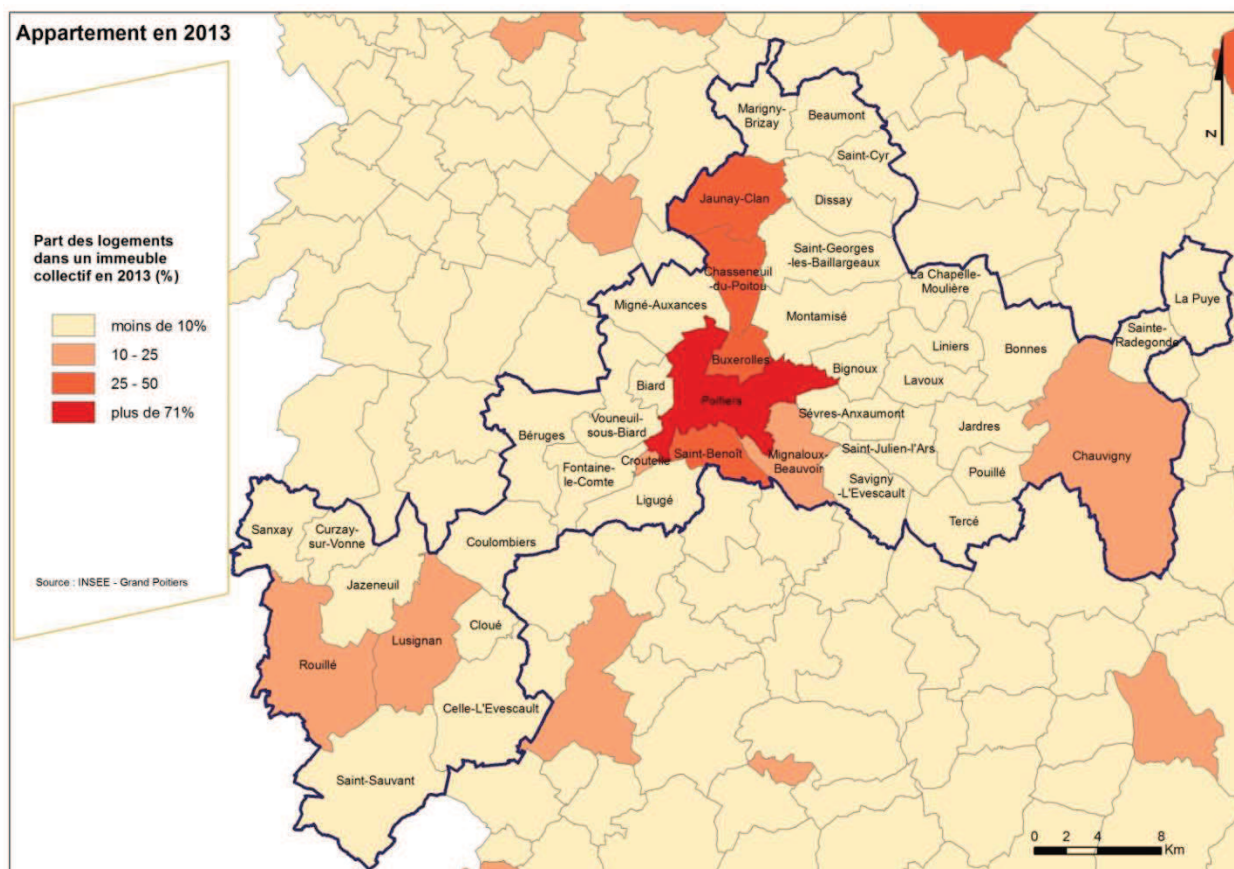 Appartement en 2013
Part des logements
dans un immeuble
collectif en 2013 (%)
moins de 10%
10 - 25
25 - 50
plus de 71%
Source : INSEE - Grand Poitiers
N
Marigny-
Brizay
Beaumont
Saint-Cyr
Jaunay-Clan
Dissay
Saint-Georges
-les-Baillargeaux
Chasseneuil
-du-Poitou
La Chapelle-
Moulière
La Puye
Migné-Auxances
Montamisé
Sainte-
Radegonde
Liniers
Bonnes
Buxerolles
Bignoux
Lavoux
Biard
Poitiers
Vouneuil-
sous-Biard
Sévres-Anxaumont
Béruges
Jardres
Saint-Julien-l'Ars
Croutelle
Saint-Benoît
Mignaloux-
Beauvoir
Chauvigny
Fontaine-
le-Comte
Pouillé
Savigny
-L'Evescault
Ligugé
Tercé
Sanxay
Curzay-
sur-Vonne
Coulombiers
Jazeneuil
Cloué
Lusignan
Rouillé
Celle-L'Evescault
Saint-Sauvant
0 2 4 8
Km